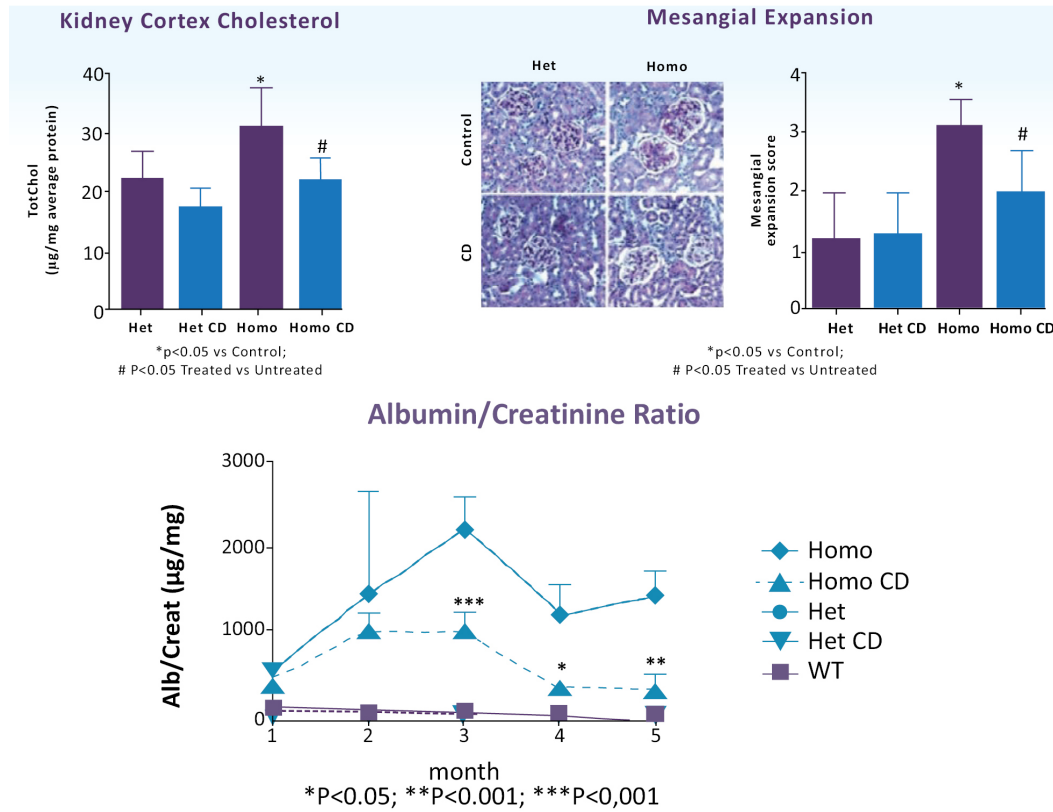 Kidney Cortex Cholesterol
TotChol
(µg/mg average protein)
40
30
20
10
0
*
#
Het
Het CD
Homo
Homo CD
*p<0.05 vs Control;
# P<0.05 Treated vs Untreated
Mesangial Expansion
Het
Homo
Control
CD
Mesangial
expansion score
4
3
2
1
0
*
#
Het
Het CD
Homo
Homo CD
*p<0.05 vs Control;
# P<0.05 Treated vs Untreated
Albumin/Creatinine Ratio
Alb/Creat (µg/mg)
3000
2000
1000
0
***
*
**
1
2
3
4
5
month
*P<0.05; **P<0.001; ***P<0,001
Homo
Homo CD
Het
Het CD
WT